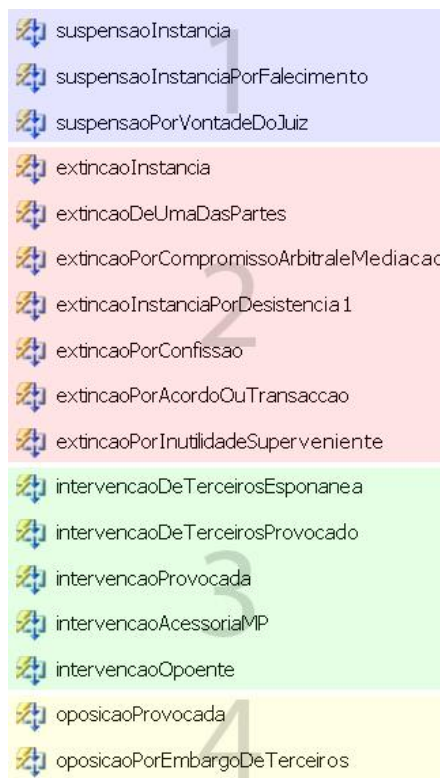 suspensaoInstancia
suspensaoInstanciaPorFalecimento
suspensaoPorVontadeDoJuiz
1
extincaoInstancia
extincaoDeUmaDasPartes
extincaoPorCompromissoArbitraleMediacac
extincaoInstanciaPorDesistencia1
extincaoPorConfissao
extincaoPorAcordoOuTransaccao
extincaoPorInutilidadeSuperveniente
2
intervencaoDeTerceirosEsponanea
intervencaoDeTerceirosProvocado
intervencaoProvocada
intervencaoAcessoriaMP
intervencaoOpoente
3
oposicaoProvocada
oposicaoPorEmbargoDeTerceiros
4